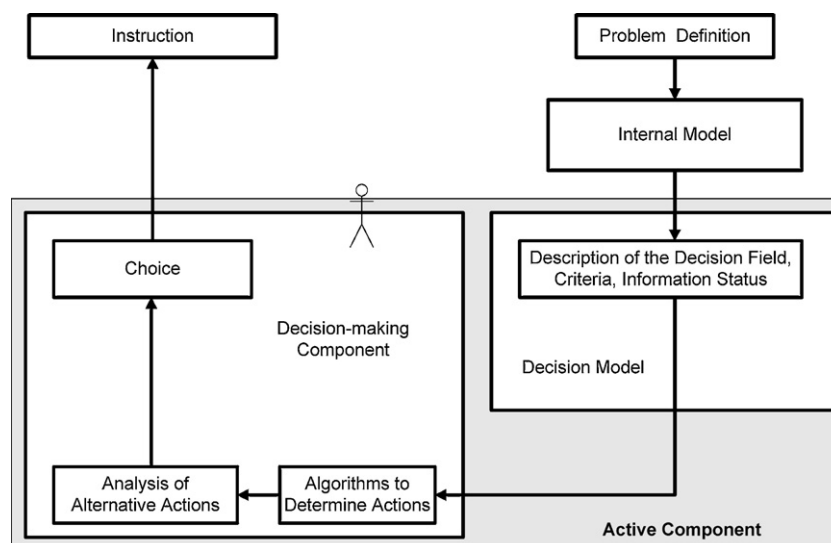 Instruction
Problem Definition
Internal Model
Choice
Description of the Decision Field,
Criteria, Information Status
Decision-making
Component
Decision Model
Analysis of
Alternative Actions
Algorithms to
Determine Actions
Active Component